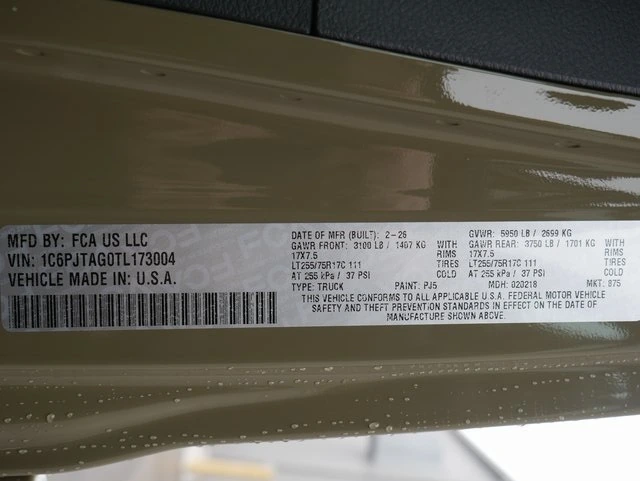 MFD BY: FCA US LLC
VIN: 1C6PJTAG0TL173004
VEHICLE MADE IN U.S.A.
DATE OF MFR (BUILT): 2-26 GVWR: 5950 LB / 2699 KG
GAWR FRONT: 3100 LB / 1407 KG WITH GAWR REAR: 3750 LB / 1701 KG WITH
17X7.5 RIMS 17X7.5 RIMS
LT255/75R17C 111 TIRES LT255/75R17C 111 TIRES
AT 255 kPa / 37 PSI COLD AT 255 kPa / 37 PSI COLD
TYPE: TRUCK PAINT: PJ5 MDH: 020218 MKT: 875
THIS VEHICLE CONFORMS TO ALL APPLICABLE U.S.A. FEDERAL MOTOR VEHICLE
SAFETY AND THEFT PREVENTION STANDARDS IN EFFECT ON THE DATE OF
MANUFACTURE SHOWN ABOVE.